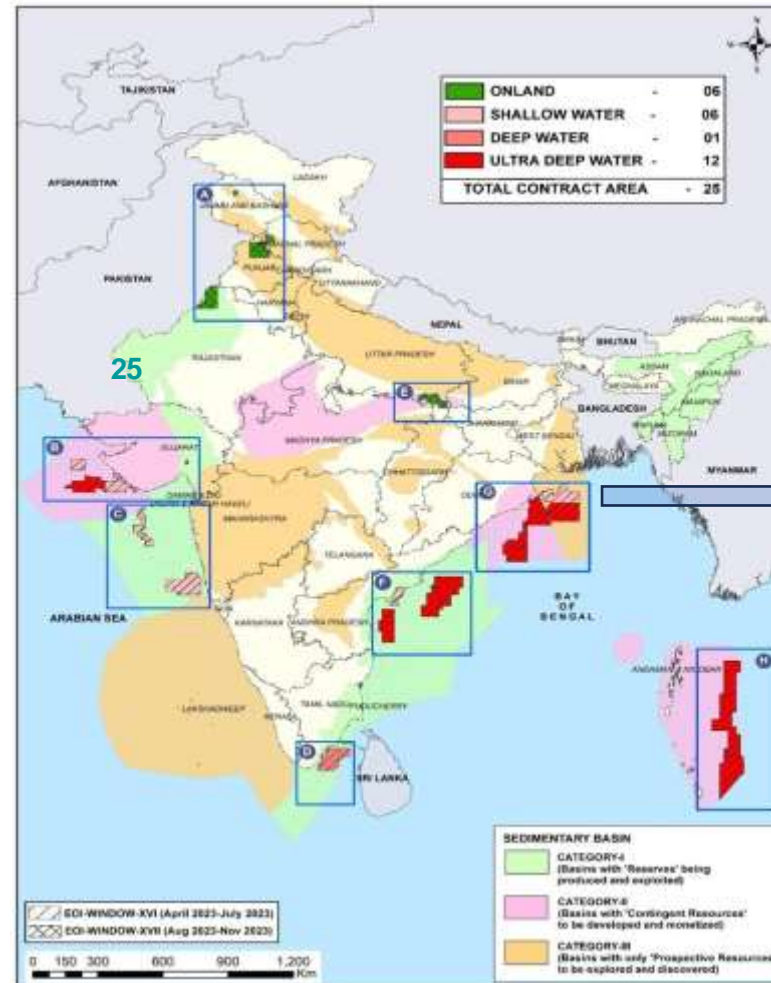 TAJIKISTAN
AFGHANISTAN
PAKISTAN
ONLAND - 06
SHALLOW WATER - 06
DEEP WATER - 01
ULTRA DEEP WATER - 12
TOTAL CONTRACT AREA - 25
LADAKH
A
PUNJAB
UTTARAKHAND
25
RAJASTHAN
NEPAL
UTTAR PRADESH
BHUTAN
ASSAM
MEGHALAYA
NAGALAND
MANIPUR
MIZORAM
BANGLADESH
MYANMAR
E
BIHAR
JHARKHAND
WEST BENGAL
B
GUJARAT
MADHYA PRADESH
CHHATTISGARH
C
MAHARASHTRA
G
TELANGANA
F
ARABIAN SEA
KARNATAKA
ANDHRA PRADESH
BAY
OF
BENGAL
H
LAKSHADWEEP
KERALA
TAMIL NADU
PUDUCHERRY
D
SRI LANKA
SEDIMENTARY BASIN
CATEGORY-I
(Basins with 'Reserves' being
produced and exploited)
CATEGORY-II
(Basins with 'Contingent Resources'
to be developed and monetized)
CATEGORY-III
(Basins with only 'Prospective Resources
to be explored and discovered)
EOI-WINDOW-XVI (April 2023-July 2023)
EOI-WINDOW-XVII (Aug 2023-Nov 2023)
0 150 300 600 900 1,200
Km